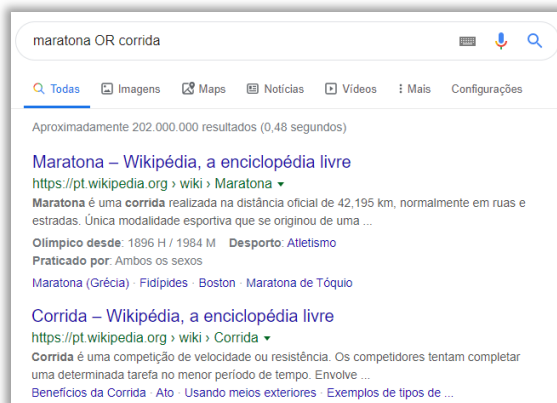 maratona OR corrida
Todas Imagens Maps Notícias Vídeos Mais Configurações
Aproximadamente 202.000.000 resultados (0,48 segundos)
Maratona – Wikipédia, a enciclopédia livre
https://pt.wikipedia.org › wiki › Maratona
Maratona é uma corrida realizada na distância oficial de 42,195 km, normalmente em ruas e
estradas. Única modalidade esportiva que se originou de uma ...
Olímpico desde: 1896 H / 1984 M Desporto: Atletismo
Praticado por: Ambos os sexos
Maratona (Grécia) · Fidípides · Boston · Maratona de Tóquio
Corrida – Wikipédia, a enciclopédia livre
https://pt.wikipedia.org › wiki › Corrida
Corrida é uma competição de velocidade ou resistência. Os competidores tentam completar
uma determinada tarefa no menor período de tempo. Envolve ...
Benefícios da Corrida · Ato · Usando meios exteriores · Exemplos de tipos de ...